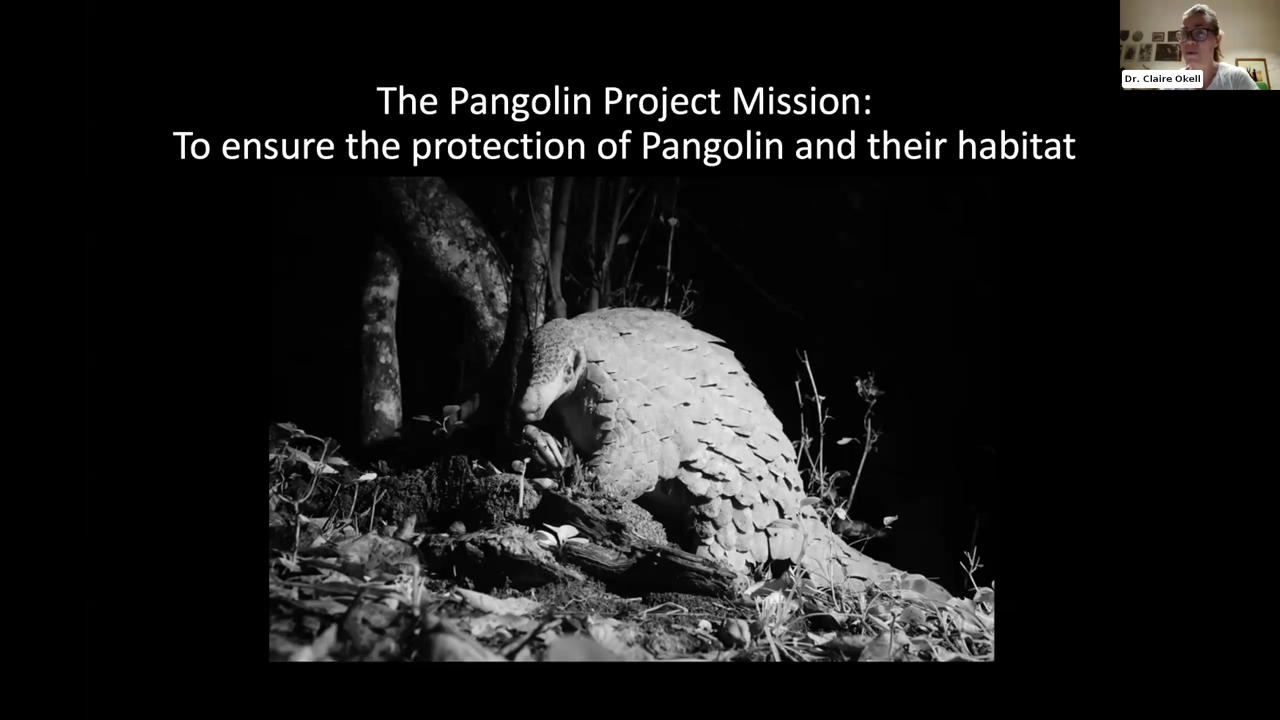 The Pangolin Project Mission:
To ensure the protection of Pangolin and their habitat
Dr. Claire Okell